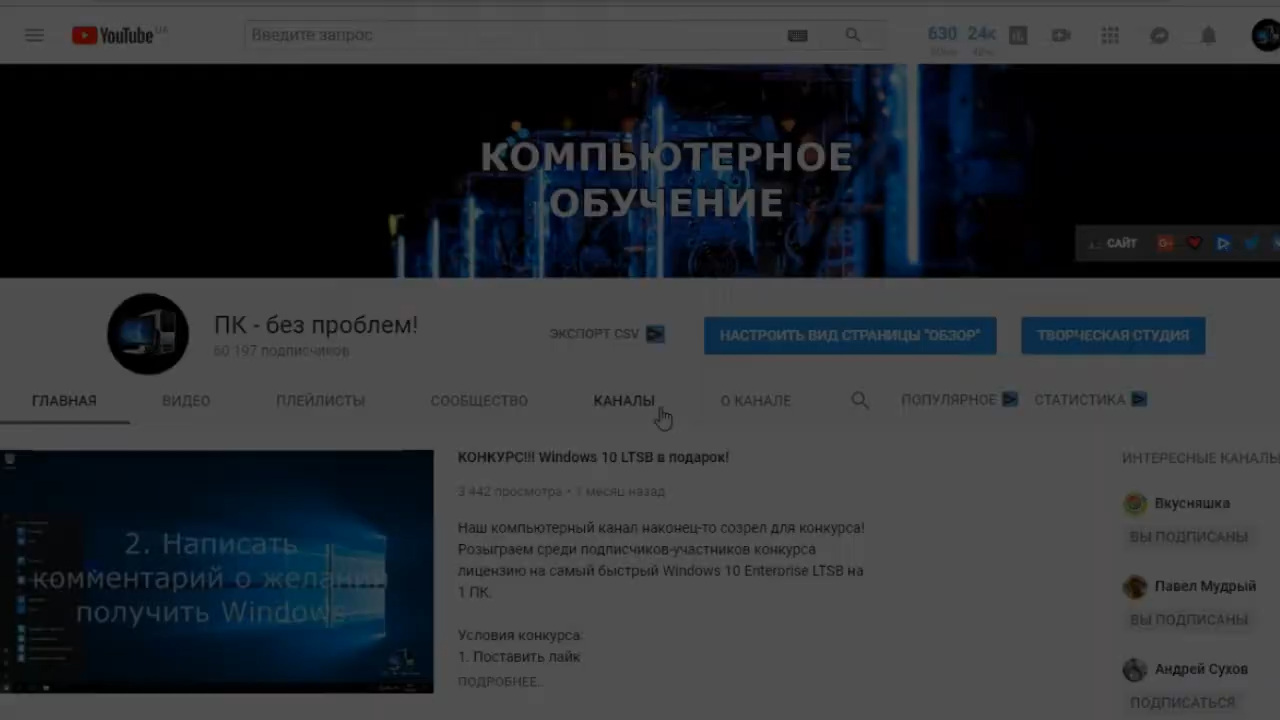 YouTube UA
Введите запрос
630 24к
60мин 48ч.
КОМПЬЮТЕРНОЕ
ОБУЧЕНИЕ
САЙТ
ПК - без проблем!
60 197 подписчиков
ЭКСПОРТ CSV
НАСТРОИТЬ ВИД СТРАНИЦЫ "ОБЗОР"
ТВОРЧЕСКАЯ СТУДИЯ
ГЛАВНАЯ ВИДЕО ПЛЕЙЛИСТЫ СООБЩЕСТВО КАНАЛЫ О КАНАЛЕ ПОПУЛЯРНОЕ СТАТИСТИКА
2. Написать
комментарий о желании
получить Windows
КОНКУРС!!! Windows 10 LTSB в подарок!
3 442 просмотра • 1 месяц назад
Наш компьютерный канал наконец-то созрел для конкурса!
Розыграем среди подписчиков-участников конкурса
лицензию на самый быстрый Windows 10 Enterprise LTSB на
1 ПК.
Условия конкурса:
1. Поставить лайк
ПОДРОБНЕЕ..
ИНТЕРЕСНЫЕ КАНАЛЫ
Вкусняшка
ВЫ ПОДПИСАНЫ
Павел Мудрый
ВЫ ПОДПИСАНЫ
Андрей Сухов
ПОДПИСАТЬСЯ